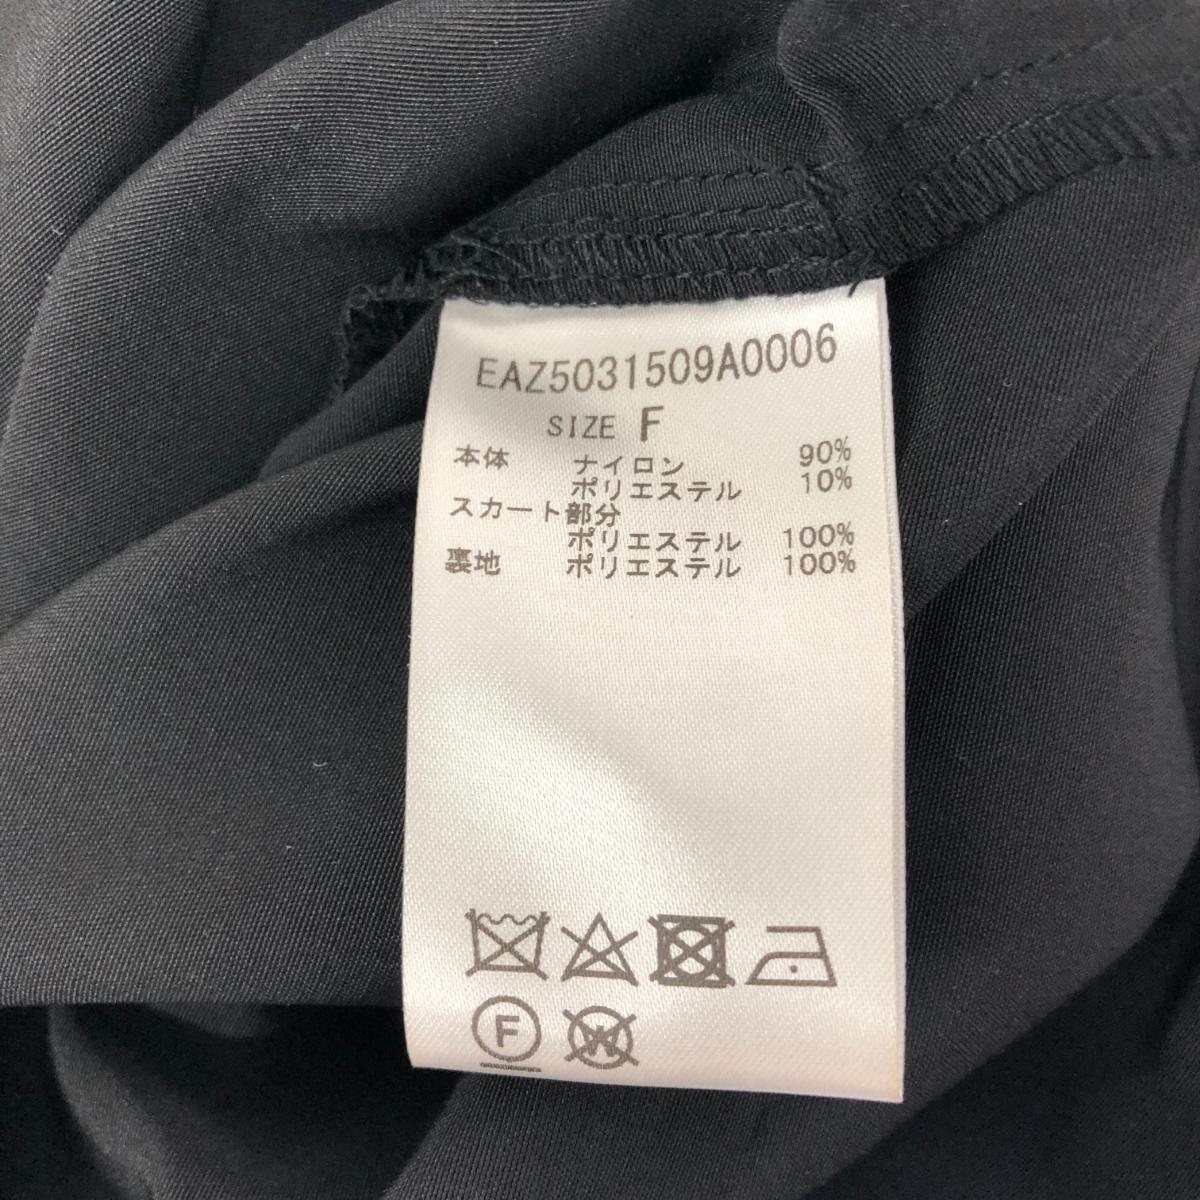 EAZ5031509A0006
SIZE F
本体 ナイロン 90%
ポリエステル 10%
スカート部分
ポリエステル 100%
裏地 ポリエステル 100%
F W